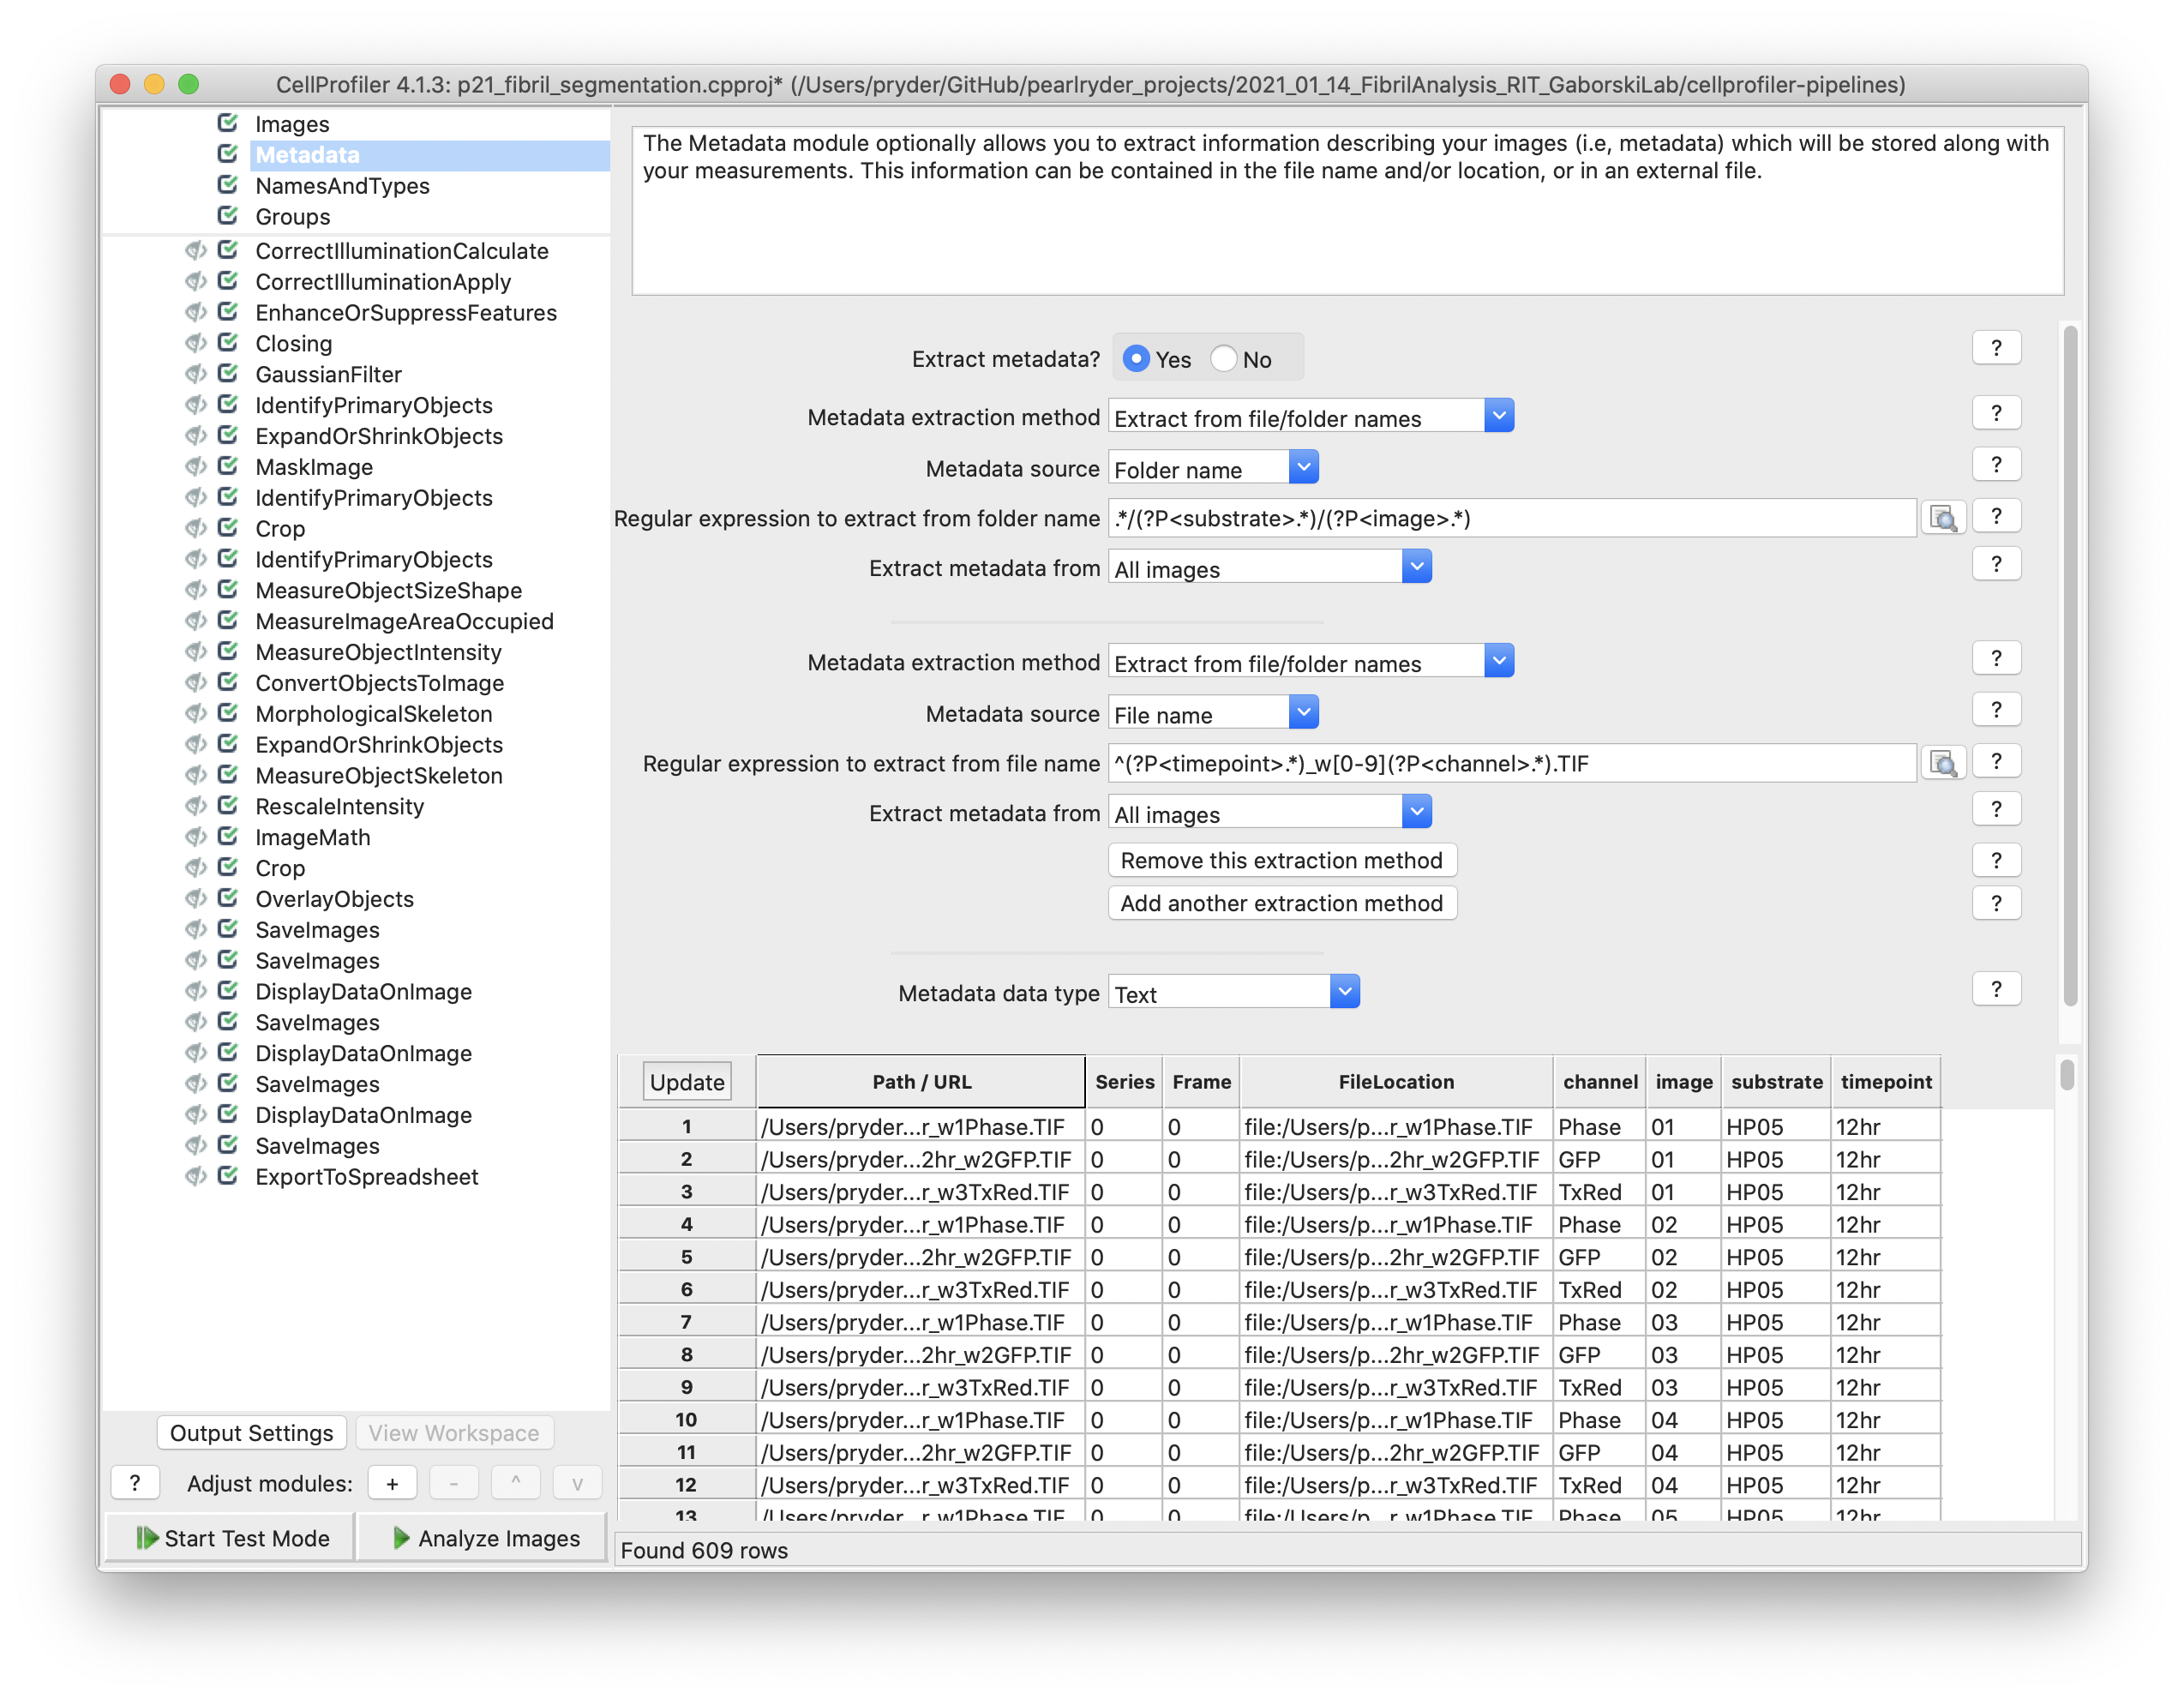 CellProfiler 4.1.3: p21_fibril_segmentation.cpproj* (/Users/pryder/GitHub/pearlryder_projects/2021_01_14_FibrilAnalysis_RIT_GaborskiLab/cellprofiler-pipelines)
Images
Metadata
NamesAndTypes
Groups
CorrectIlluminationCalculate
CorrectIlluminationApply
EnhanceOrSuppressFeatures
Closing
GaussianFilter
IdentifyPrimaryObjects
ExpandOrShrinkObjects
MaskImage
IdentifyPrimaryObjects
Crop
IdentifyPrimaryObjects
MeasureObjectSizeShape
MeasureImageAreaOccupied
MeasureObjectIntensity
ConvertObjectsToImage
MorphologicalSkeleton
ExpandOrShrinkObjects
MeasureObjectSkeleton
RescaleIntensity
ImageMath
Crop
OverlayObjects
SaveImages
SaveImages
DisplayDataOnImage
SaveImages
DisplayDataOnImage
SaveImages
DisplayDataOnImage
SaveImages
ExportToSpreadsheet
Output Settings View Workspace
? Adjust modules: + - ^ v
Start Test Mode Analyze Images
The Metadata module optionally allows you to extract information describing your images (i.e, metadata) which will be stored along with
your measurements. This information can be contained in the file name and/or location, or in an external file.
Extract metadata? Yes No ?
Metadata extraction method Extract from file/folder names ?
Metadata source Folder name ?
Regular expression to extract from folder name .*/(?P<substrate>.*)/(?P<image>.*) ?
Extract metadata from All images ?
Metadata extraction method Extract from file/folder names ?
Metadata source File name ?
Regular expression to extract from file name ^(?P<timepoint>.*)_w[0-9](?P<channel>.*).TIF ?
Extract metadata from All images ?
Remove this extraction method ?
Add another extraction method ?
Metadata data type Text ?
Update Path / URL Series Frame FileLocation channel image substrate timepoint
1 /Users/pryder...r_w1Phase.TIF 0 0 file:/Users/p...r_w1Phase.TIF Phase 01 HP05 12hr
2 /Users/pryder...2hr_w2GFP.TIF 0 0 file:/Users/p...2hr_w2GFP.TIF GFP 01 HP05 12hr
3 /Users/pryder...r_w3TxRed.TIF 0 0 file:/Users/p...r_w3TxRed.TIF TxRed 01 HP05 12hr
4 /Users/pryder...r_w1Phase.TIF 0 0 file:/Users/p...r_w1Phase.TIF Phase 02 HP05 12hr
5 /Users/pryder...2hr_w2GFP.TIF 0 0 file:/Users/p...2hr_w2GFP.TIF GFP 02 HP05 12hr
6 /Users/pryder...r_w3TxRed.TIF 0 0 file:/Users/p...r_w3TxRed.TIF TxRed 02 HP05 12hr
7 /Users/pryder...r_w1Phase.TIF 0 0 file:/Users/p...r_w1Phase.TIF Phase 03 HP05 12hr
8 /Users/pryder...2hr_w2GFP.TIF 0 0 file:/Users/p...2hr_w2GFP.TIF GFP 03 HP05 12hr
9 /Users/pryder...r_w3TxRed.TIF 0 0 file:/Users/p...r_w3TxRed.TIF TxRed 03 HP05 12hr
10 /Users/pryder...r_w1Phase.TIF 0 0 file:/Users/p...r_w1Phase.TIF Phase 04 HP05 12hr
11 /Users/pryder...2hr_w2GFP.TIF 0 0 file:/Users/p...2hr_w2GFP.TIF GFP 04 HP05 12hr
12 /Users/pryder...r_w3TxRed.TIF 0 0 file:/Users/p...r_w3TxRed.TIF TxRed 04 HP05 12hr
13 /Users/pryder...r_w1Phase.TIF 0 0 file:/Users/p...r_w1Phase.TIF Phase 05 HP05 12hr
Found 609 rows